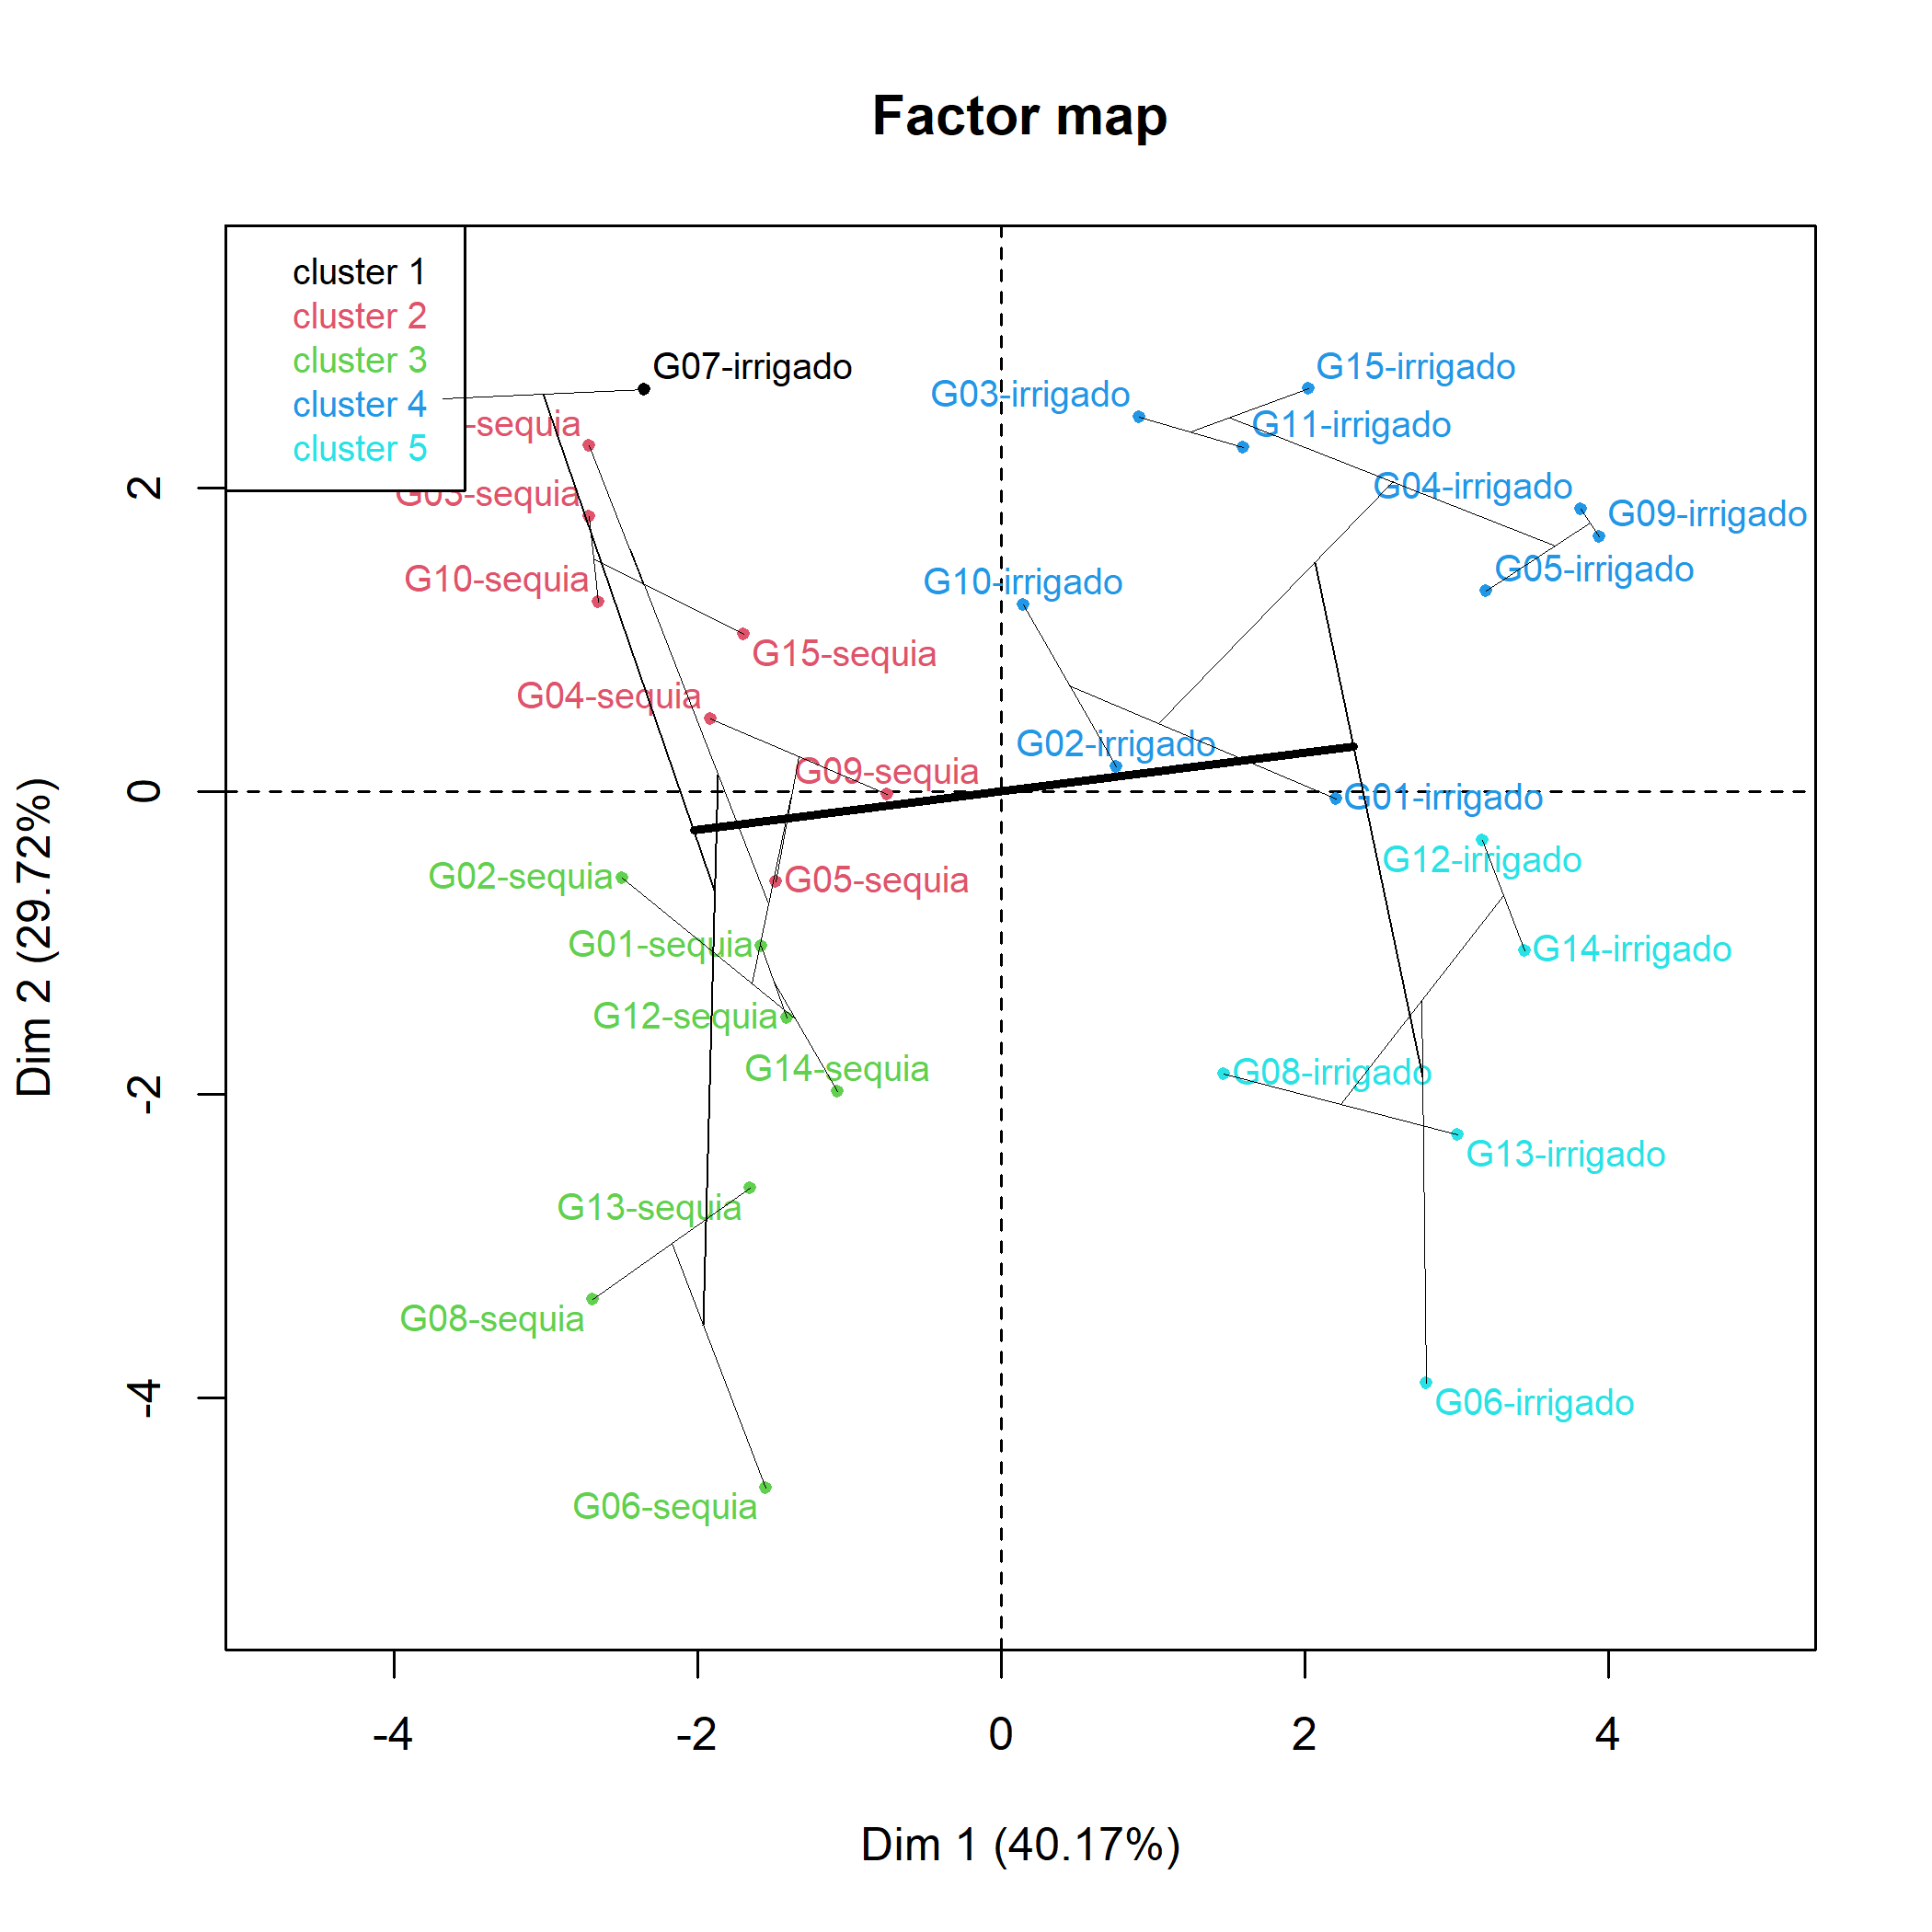 Factor map
cluster 1
cluster 2
cluster 3
cluster 4
cluster 5
G07-irrigado
G15-irrigado
G03-irrigado
-sequia
G11-irrigado
G04-irrigado
G03-sequia
G09-irrigado
G05-irrigado
G10-sequia
G10-irrigado
G15-sequia
G04-sequia
G02-irrigado
G09-sequia
G01-irrigado
G12-irrigado
G02-sequia
G05-sequia
G01-sequia
G14-irrigado
G12-sequia
G14-sequia
G08-irrigado
G13-irrigado
G13-sequia
G08-sequia
G06-irrigado
G06-sequia
2
0
-2
-4
Dim 2 (29.72%)
-4
-2
0
2
4
Dim 1 (40.17%)